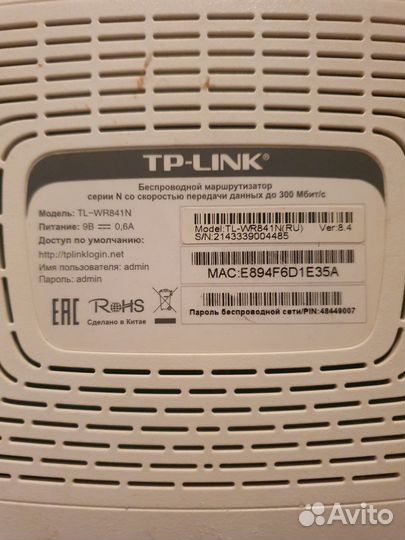 TP-LINK®
Беспроводной маршрутизатор
серии N со скоростью передачи данных до 300 Мбит/с
Модель: TL-WR841N
Питание: 9В 0,6А
Доступ по умолчанию:
http://tplinklogin.net
Имя пользователя: admin
Пароль: admin
Model:TL-WR841N(RU) Ver:8.4
S/N:2143339004485
MAC:E894F6D1E35A
Пароль беспроводной сети/PIN:48449007
EAC RoHS
Сделано в Китае
Avito